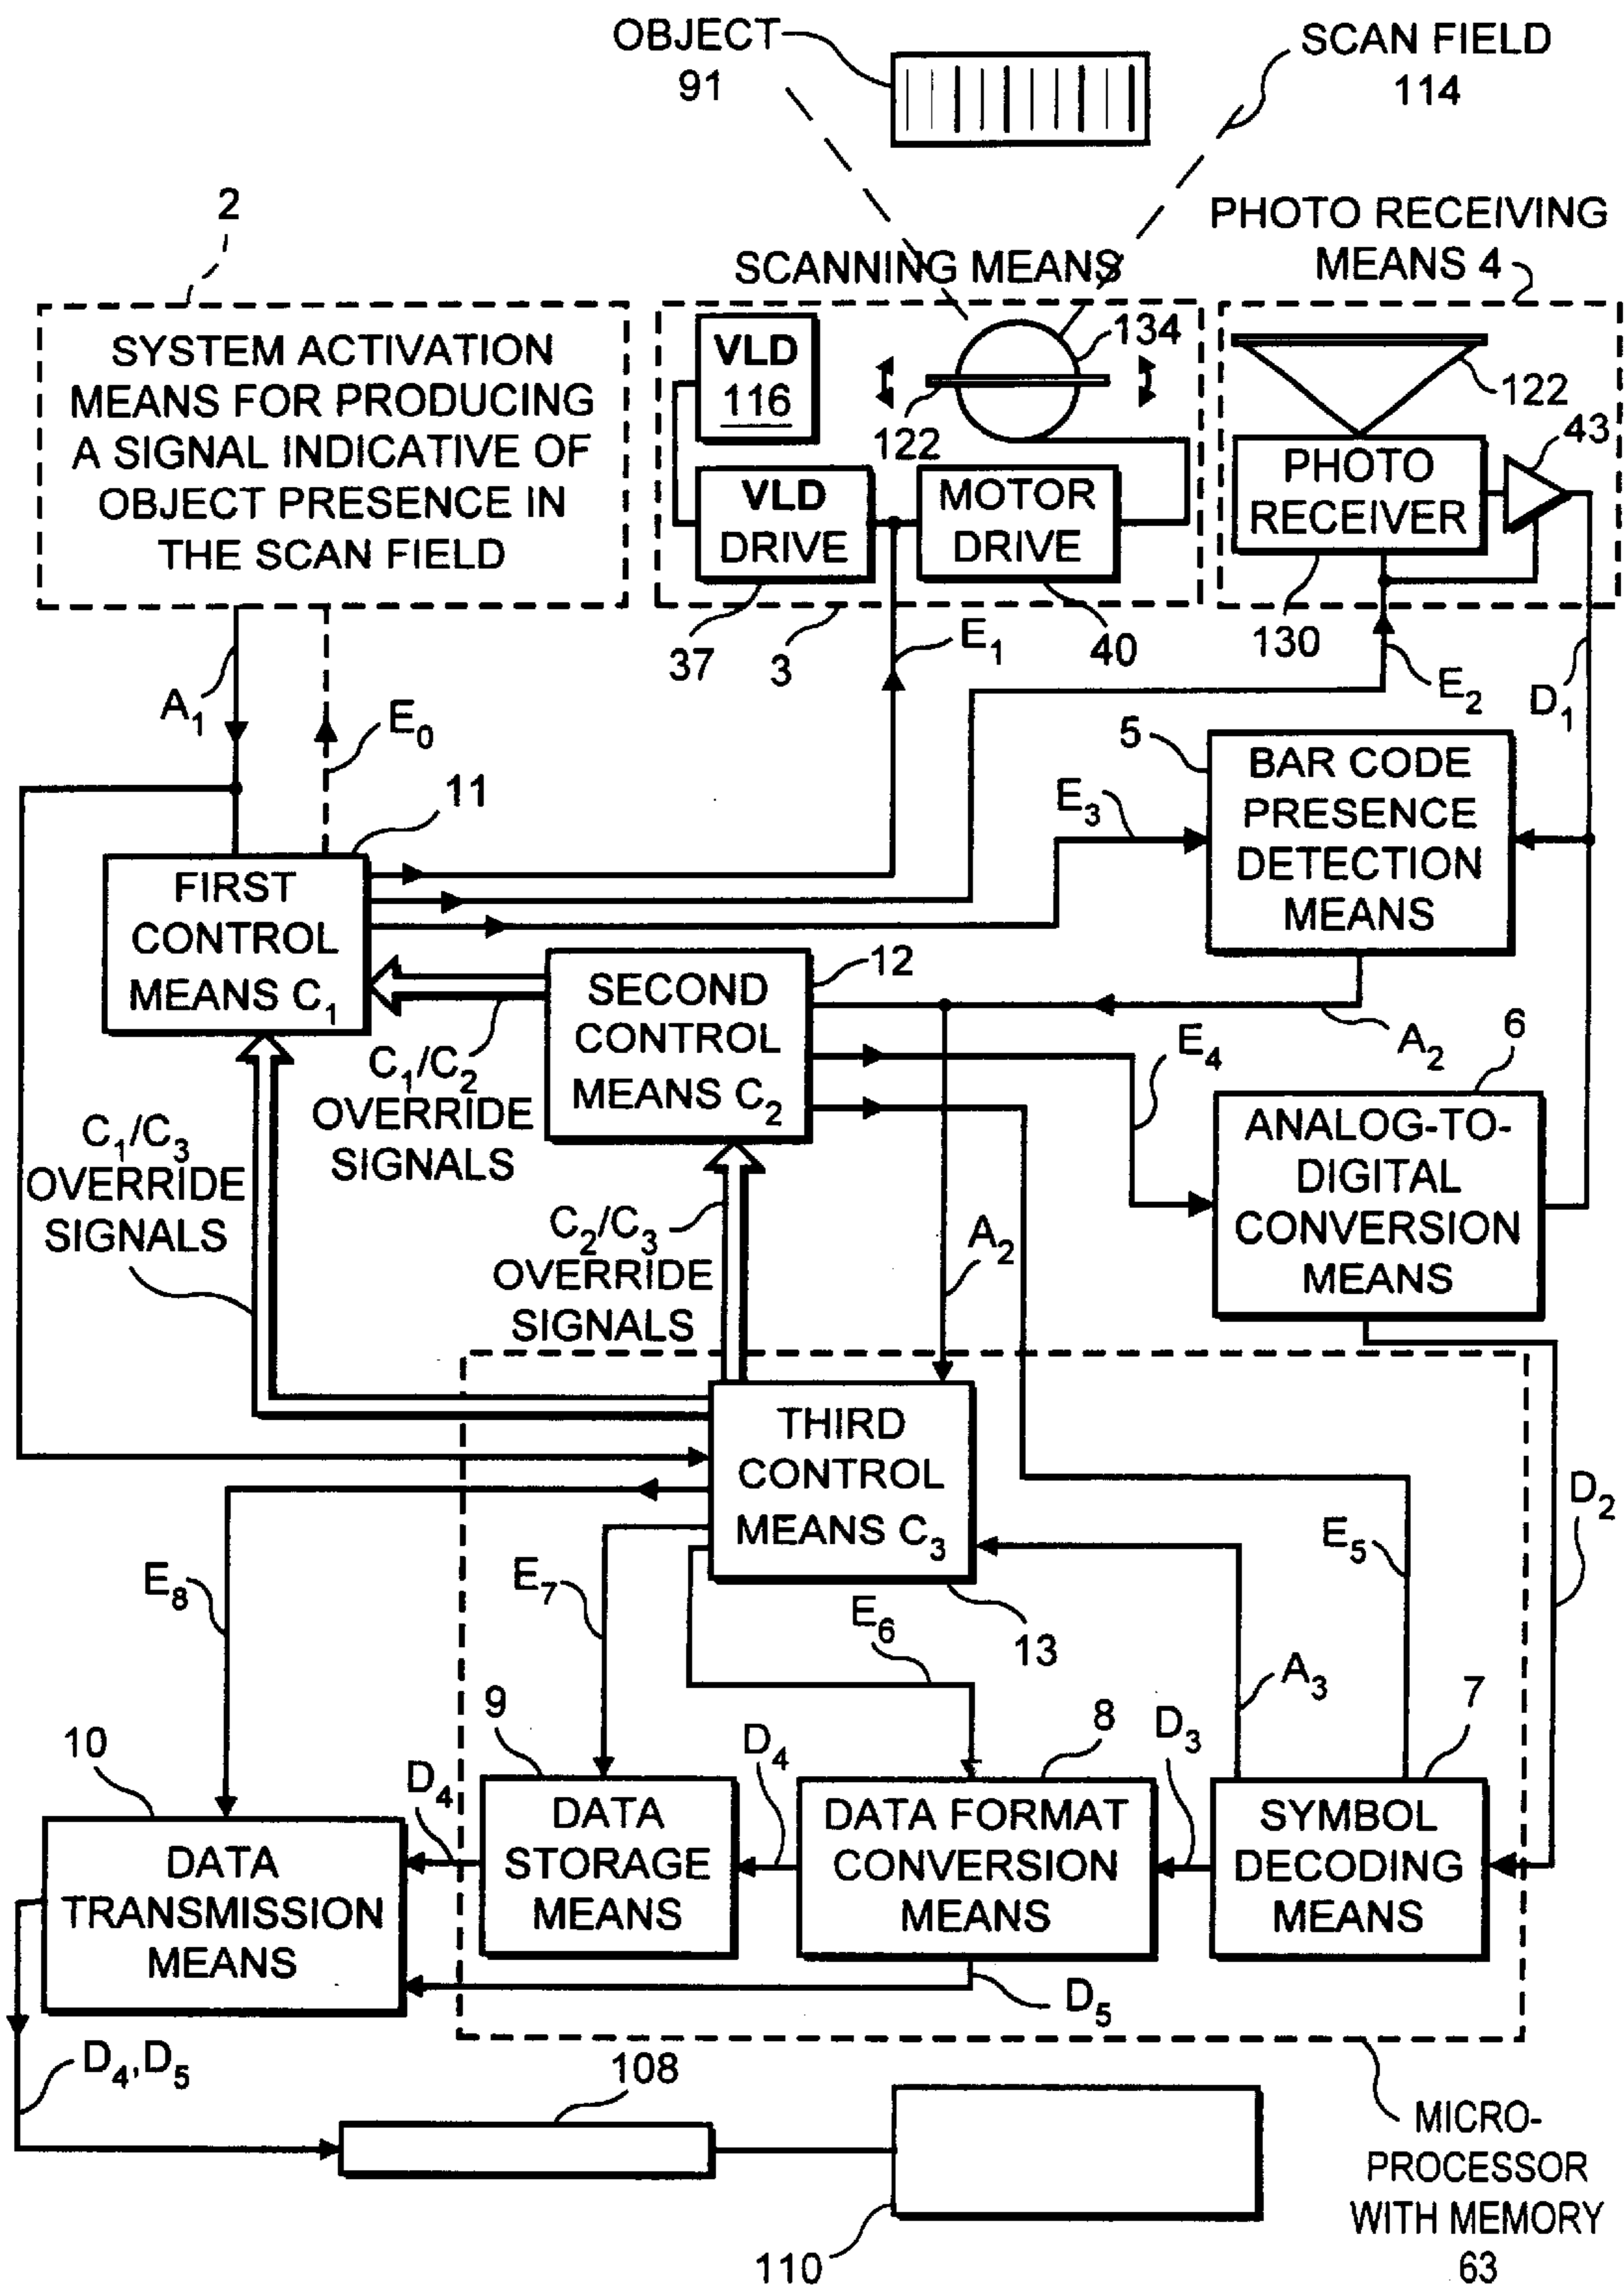 OBJECT
91
SCAN FIELD
114
2
PHOTO RECEIVING
MEANS 4
SCANNING MEANS
SYSTEM ACTIVATION
MEANS FOR PRODUCING
A SIGNAL INDICATIVE OF
OBJECT PRESENCE IN
THE SCAN FIELD
VLD
116
134
122
VLD
DRIVE
MOTOR
DRIVE
122
43
PHOTO
RECEIVER
37
3
40
130
E1
E2
D1
A1
E0
11
5
BAR CODE
PRESENCE
DETECTION
MEANS
E3
FIRST
CONTROL
MEANS C1
12
SECOND
CONTROL
MEANS C2
A2
6
E4
C1/C2
OVERRIDE
SIGNALS
C1/C3
OVERRIDE
SIGNALS
ANALOG-TO-
DIGITAL
CONVERSION
MEANS
C2/C3
OVERRIDE
SIGNALS
A2
THIRD
CONTROL
MEANS C3
D2
E5
E8
E7
E6
13
A3
7
10
9
8
D4
D4
D3
DATA
TRANSMISSION
MEANS
DATA
STORAGE
MEANS
DATA FORMAT
CONVERSION
MEANS
SYMBOL
DECODING
MEANS
D5
D4,D5
108
110
MICRO-
PROCESSOR
WITH MEMORY
63